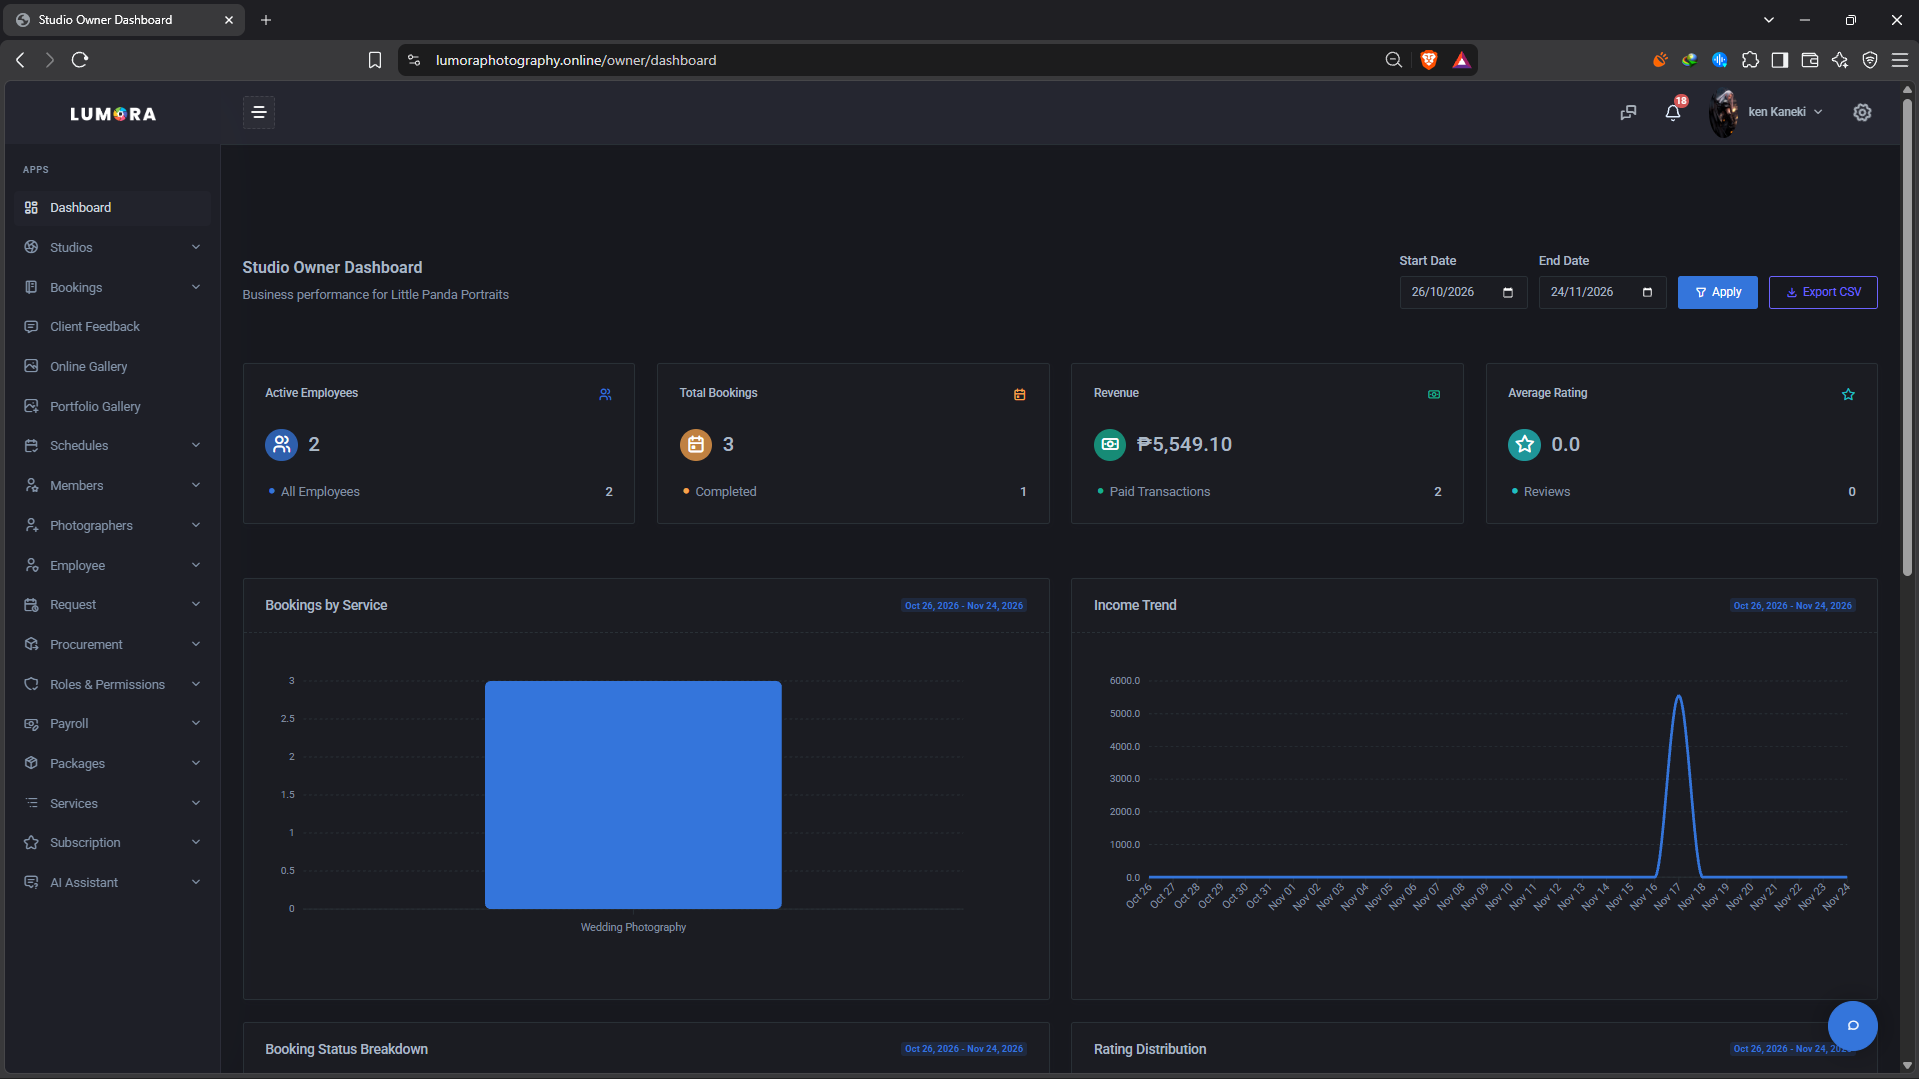 Studio Owner Dashboard
lumoraphotography.online/owner/dashboard
LUMORA
18
ken Kaneki
APPS
Dashboard
Studios
Bookings
Client Feedback
Online Gallery
Portfolio Gallery
Schedules
Members
Photographers
Employee
Request
Procurement
Roles & Permissions
Payroll
Packages
Services
Subscription
AI Assistant
Studio Owner Dashboard
Business performance for Little Panda Portraits
Start Date
End Date
26/10/2026
24/11/2026
Apply
Export CSV
Active Employees
2
All Employees 2
Total Bookings
3
Completed 1
Revenue
₱5,549.10
Paid Transactions 2
Average Rating
0.0
Reviews 0
Bookings by Service
Oct 26, 2026 - Nov 24, 2026
3
2.5
2
1.5
1
0.5
0
Wedding Photography
Income Trend
Oct 26, 2026 - Nov 24, 2026
6000.0
5000.0
4000.0
3000.0
2000.0
1000.0
0.0
Oct 26
Oct 27
Oct 28
Oct 29
Oct 30
Oct 31
Nov 01
Nov 02
Nov 03
Nov 04
Nov 05
Nov 06
Nov 07
Nov 08
Nov 09
Nov 10
Nov 11
Nov 12
Nov 13
Nov 14
Nov 15
Nov 16
Nov 17
Nov 18
Nov 19
Nov 20
Nov 21
Nov 22
Nov 23
Nov 24
Booking Status Breakdown
Oct 26, 2026 - Nov 24, 2026
Rating Distribution
Oct 26, 2026 - Nov 24,